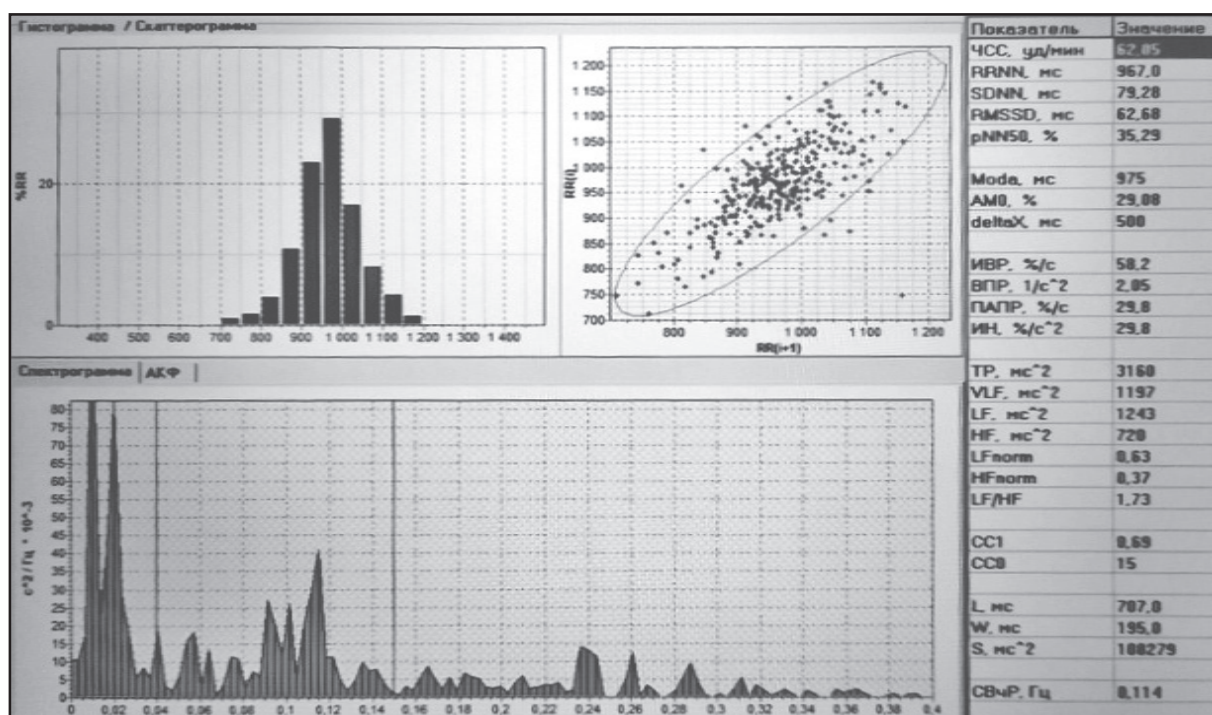 Гистограмма / Скаттерограмма
%RR
20
0
400 500 600 700 800 900 1 000 1 100 1 200 1 300 1 400
RR(i),
1 200
1 150
1 100
1 050
1 000
950
900
850
800
750
700
800 900 1 000 1 100 1 200
RR(i+1)
Спектрограмма АКФ
с^2 / Гц * 10^-3
80
75
70
65
60
55
50
45
40
35
30
25
20
15
10
5
0
0 0,02 0,04 0,06 0,08 0,1 0,12 0,14 0,16 0,18 0,2 0,22 0,24 0,26 0,28 0,3 0,32 0,34 0,36 0,38 0,4
Показатель Значение
ЧСС, уд/мин 62,05
RRNN, мс 967,0
SDNN, мс 79,28
RMSSD, мс 62,68
pNN50, % 35,29
Moda, мс 975
АМ0, % 29,08
deltaX, мс 500
ИВР, %/с 58,2
ВПР, 1/с^2 2,05
ПАПР, %/с 29,8
ИН, %/с^2 29,8
TP, мс^2 3160
VLF, мс^2 1197
LF, мс^2 1243
HF, мс^2 720
LFnorm 0,63
HFnorm 0,37
LF/HF 1,73
CC1 0,69
CC0 15
L, мс 707,0
W, мс 195,0
S, мс^2 108279
СВчР, Гц 0,114